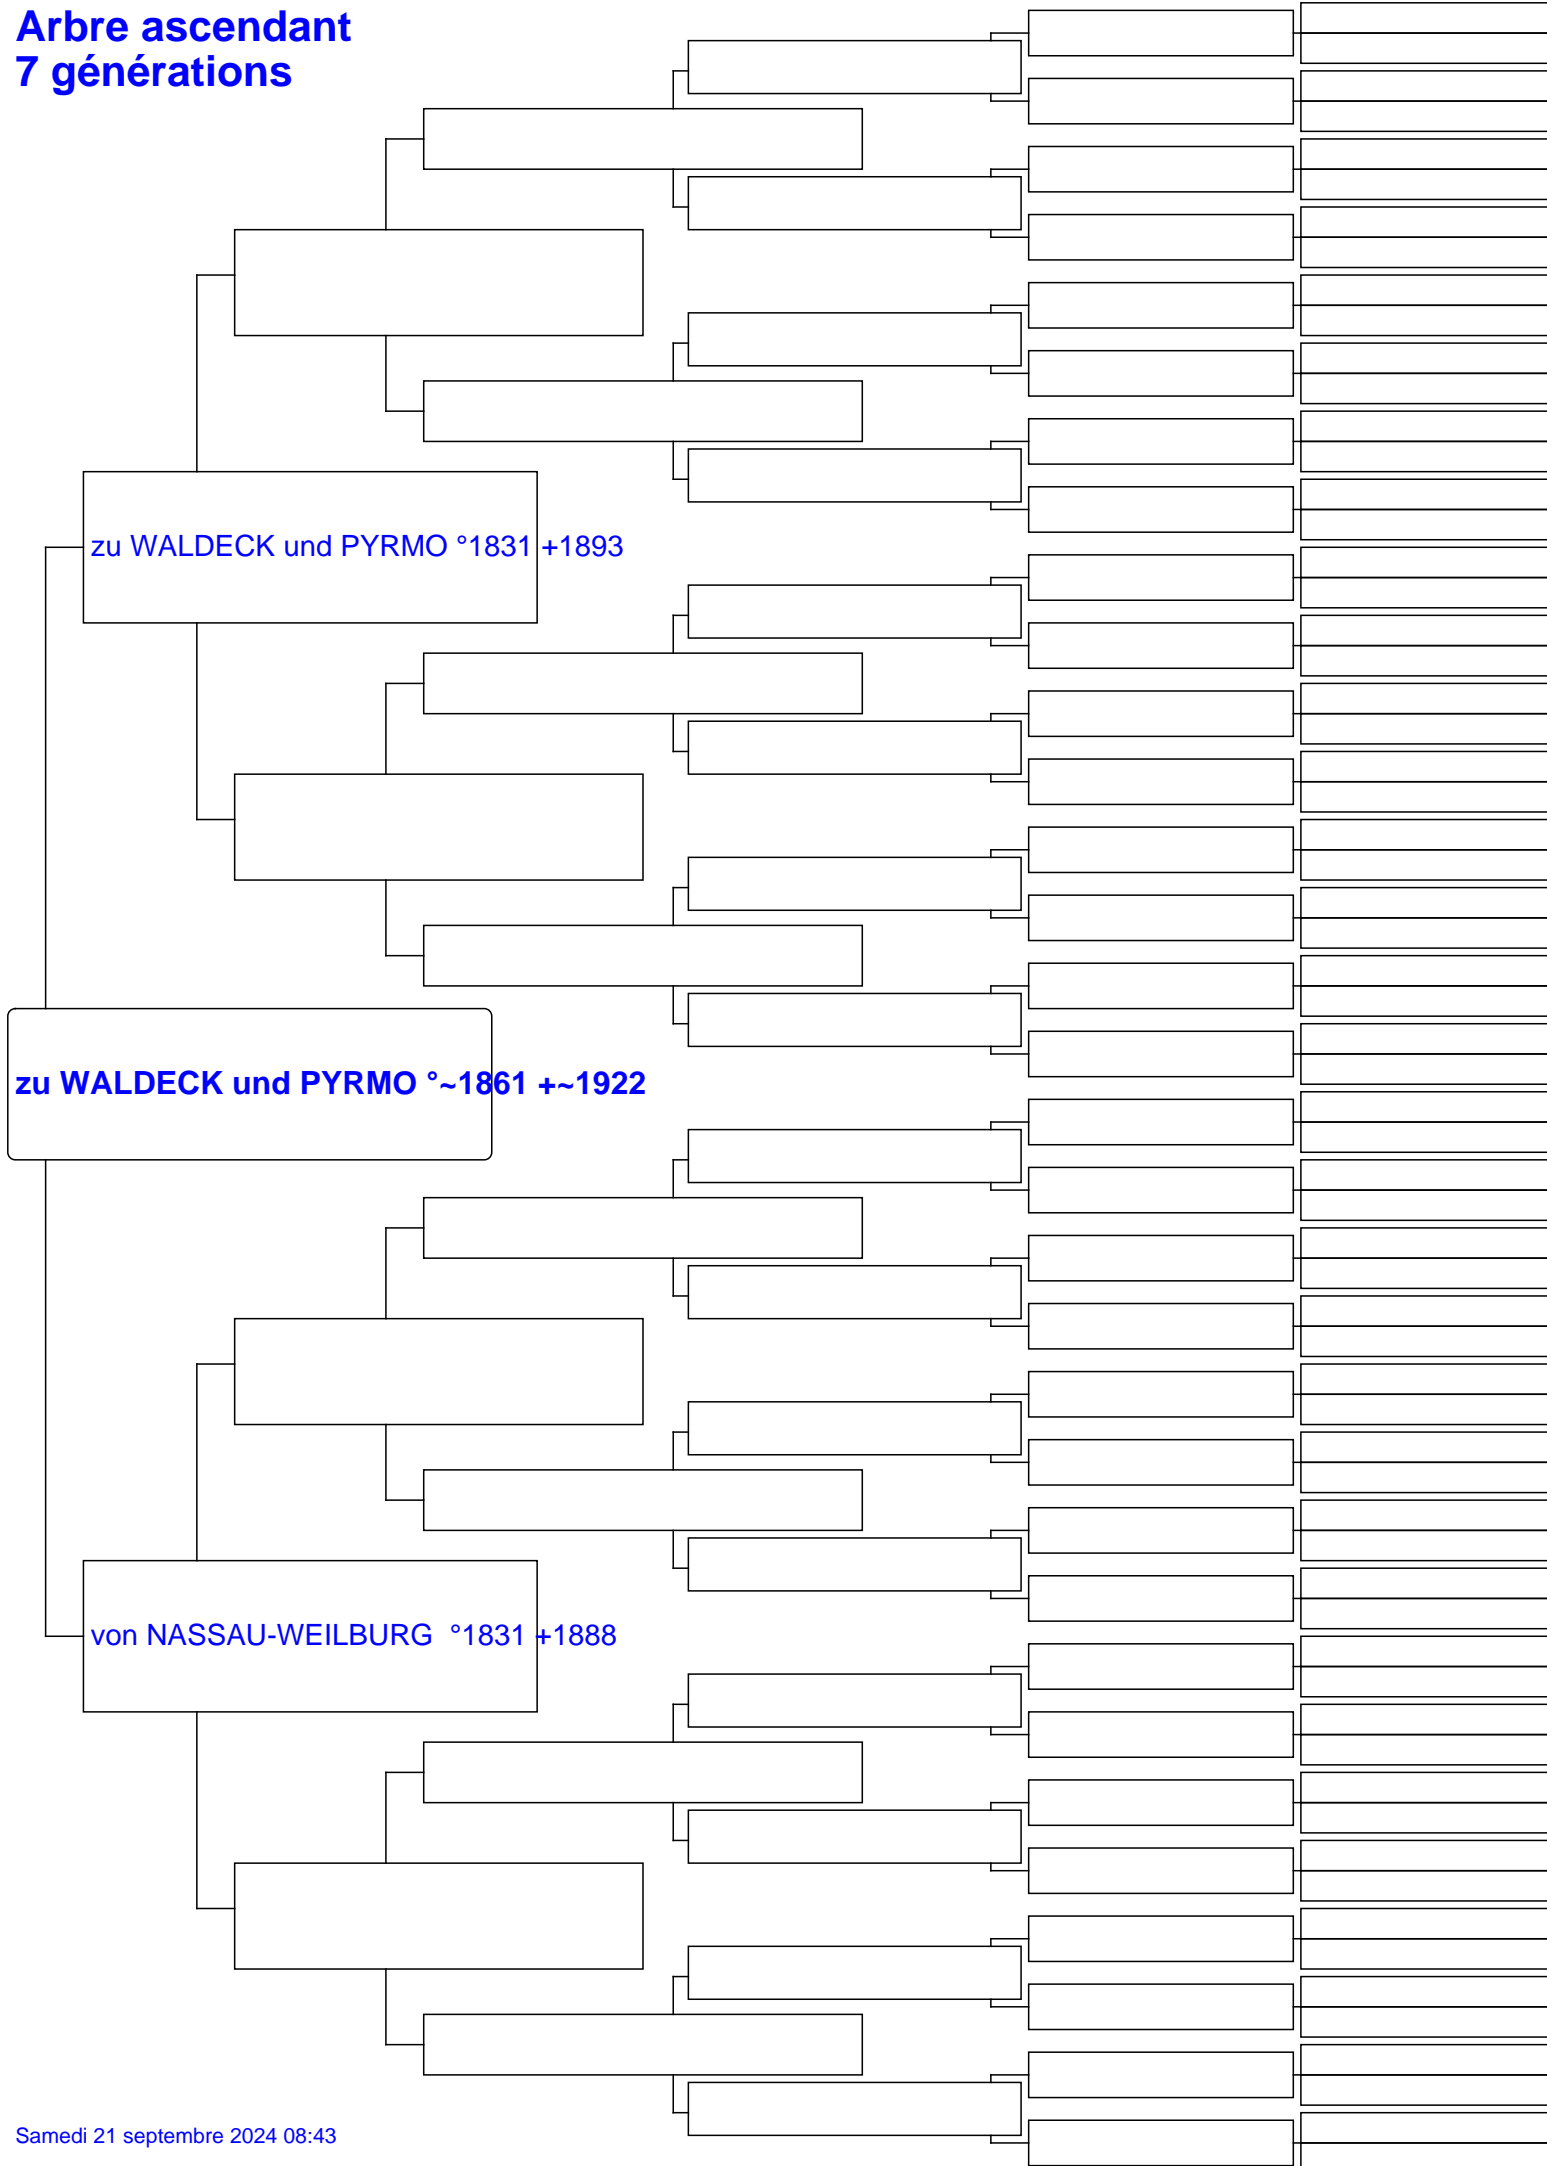 Arbre ascendant
7 générations
zu WALDECK und PYRMO °1831 +1893
zu WALDECK und PYRMO °~1861 +~1922
von NASSAU-WEILBURG  °1831 +1888
Samedi 21 septembre 2024 08:43